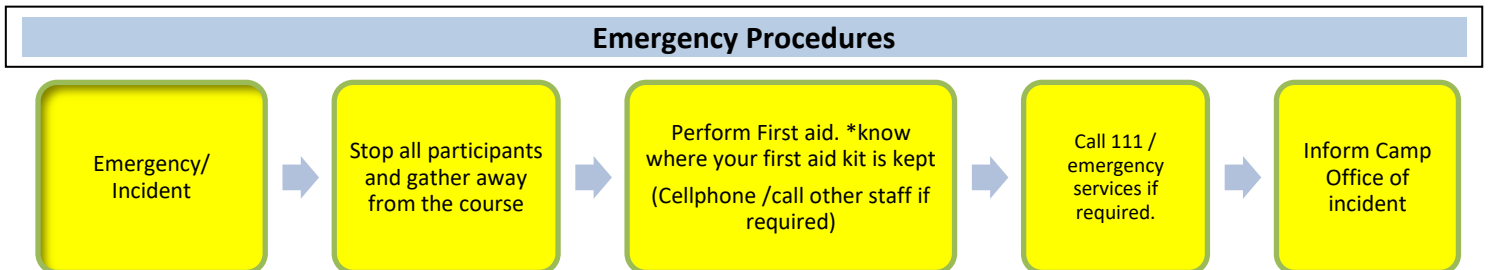 Emergency Procedures
Emergency/
Incident
Stop all participants
and gather away
from the course
Perform First aid. *know
where your first aid kit is kept
(Cellphone /call other staff if
required)
Call 111 /
emergency
services if
required.
Inform Camp
Office of
incident